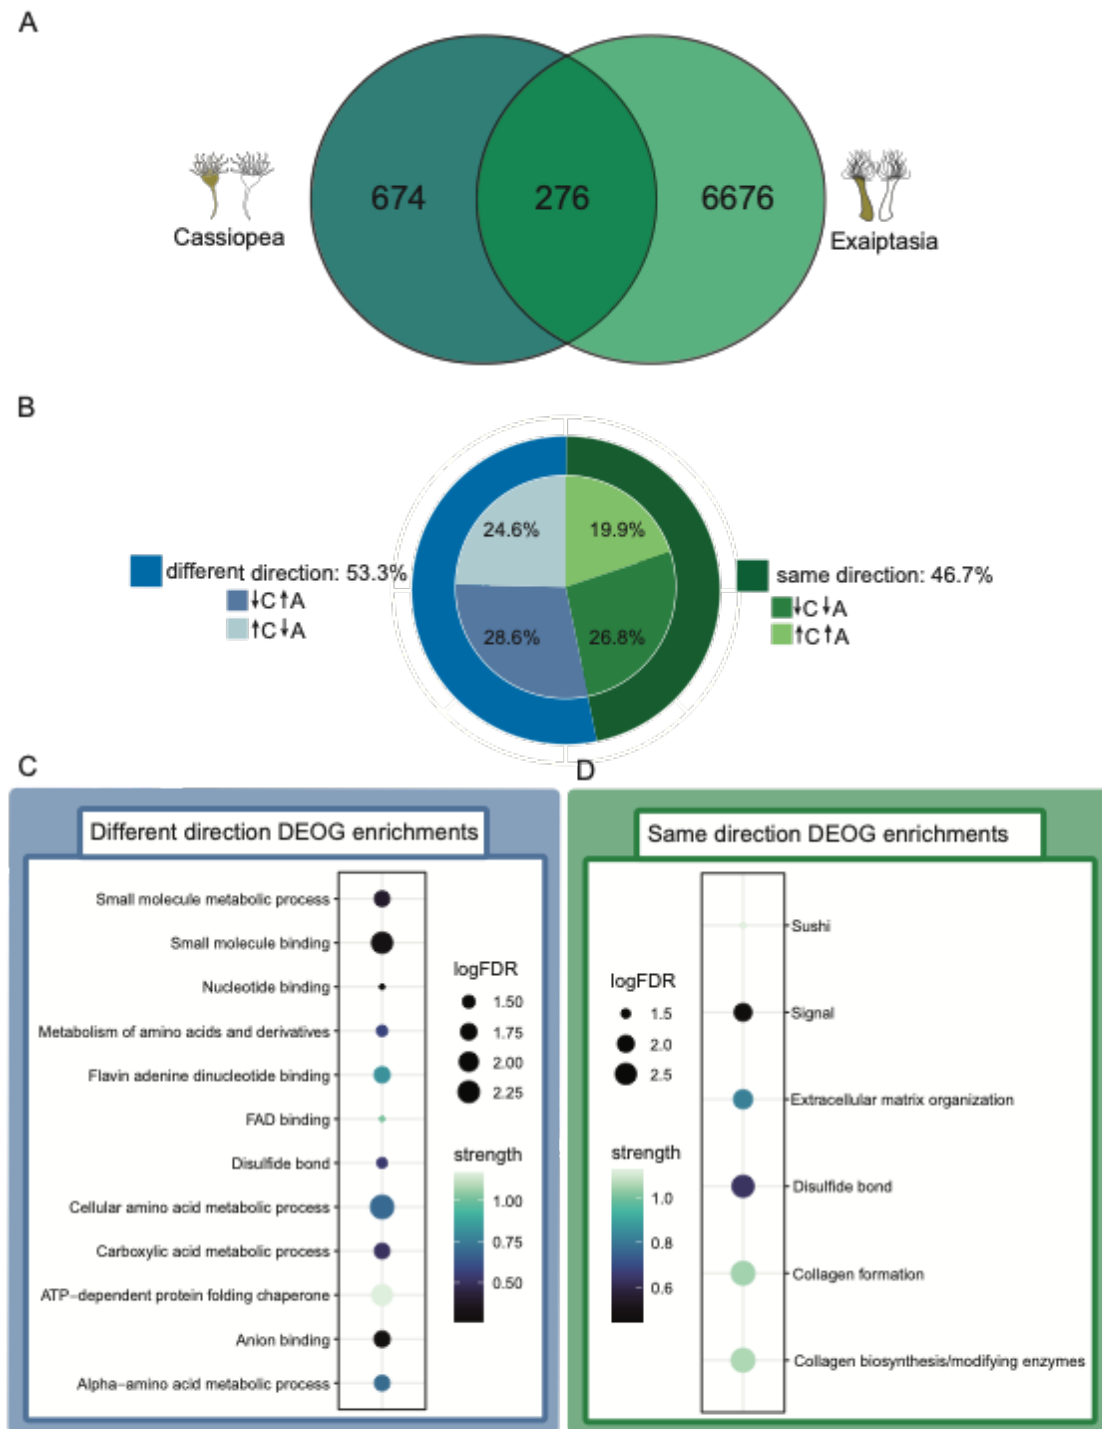 A
674
276
6676
Cassiopea
Exaiptasia
B
24.6%
19.9%
different direction: 53.3%
↓C↑A
↑C↓A
same direction: 46.7%
↓C↓A
↑C↑A
28.6%
26.8%
C
D
Different direction DEOG enrichments
Small molecule metabolic process
Small molecule binding
Nucleotide binding
Metabolism of amino acids and derivatives
Flavin adenine dinucleotide binding
FAD binding
Disulfide bond
Cellular amino acid metabolic process
Carboxylic acid metabolic process
ATP−dependent protein folding chaperone
Anion binding
Alpha−amino acid metabolic process
logFDR
1.50
1.75
2.00
2.25
strength
1.00
0.75
0.50
Same direction DEOG enrichments
logFDR
1.5
2.0
2.5
strength
1.0
0.8
0.6
Sushi
Signal
Extracellular matrix organization
Disulfide bond
Collagen formation
Collagen biosynthesis/modifying enzymes